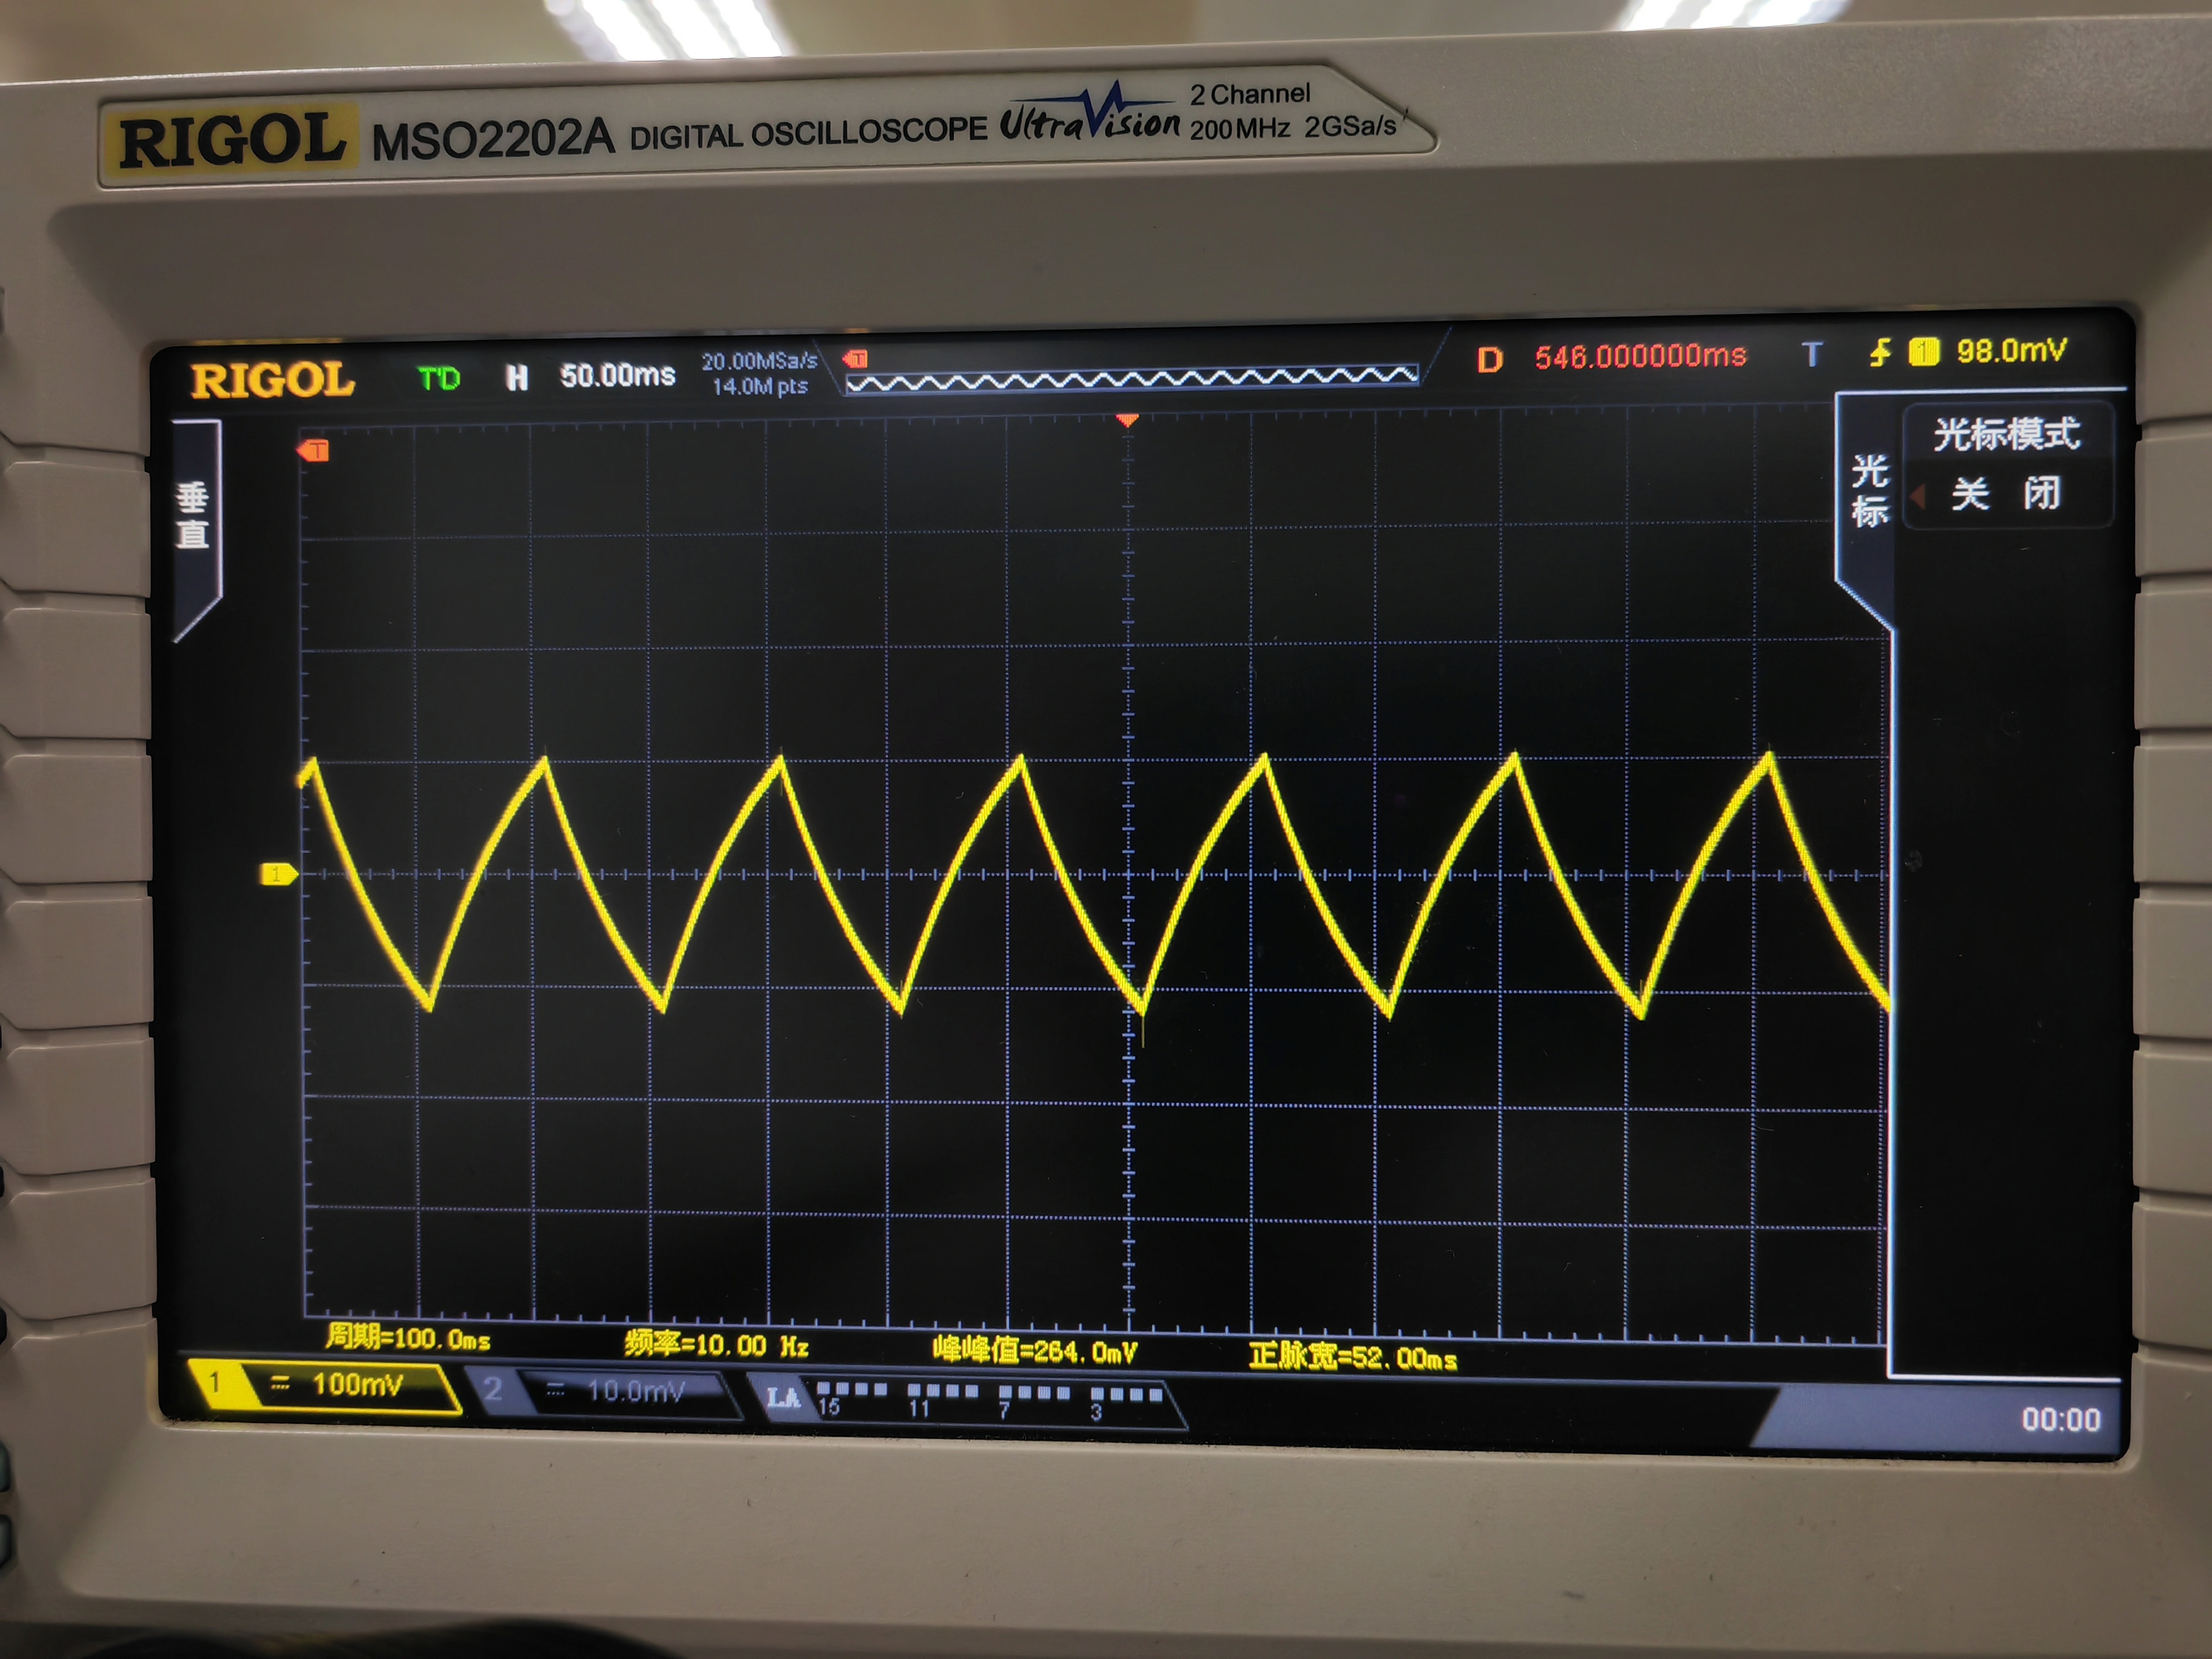 RIGOL MSO2202A DIGITAL OSCILLOSCOPE UltraVision 2 Channel
200MHz 2GSa/s
RIGOL T'D H 50.00ms 20.00MSa/s
14.0M pts
T
D 546.000000ms T 1 98.0mV
垂直
T
光标
光标模式
关 闭
1
周期=100.0ms 频率=10.00 Hz 峰峰值=264.0mV 正脉宽=52.00ms
1 100mV 2 10.0mV LA 15 11 7 3
00:00